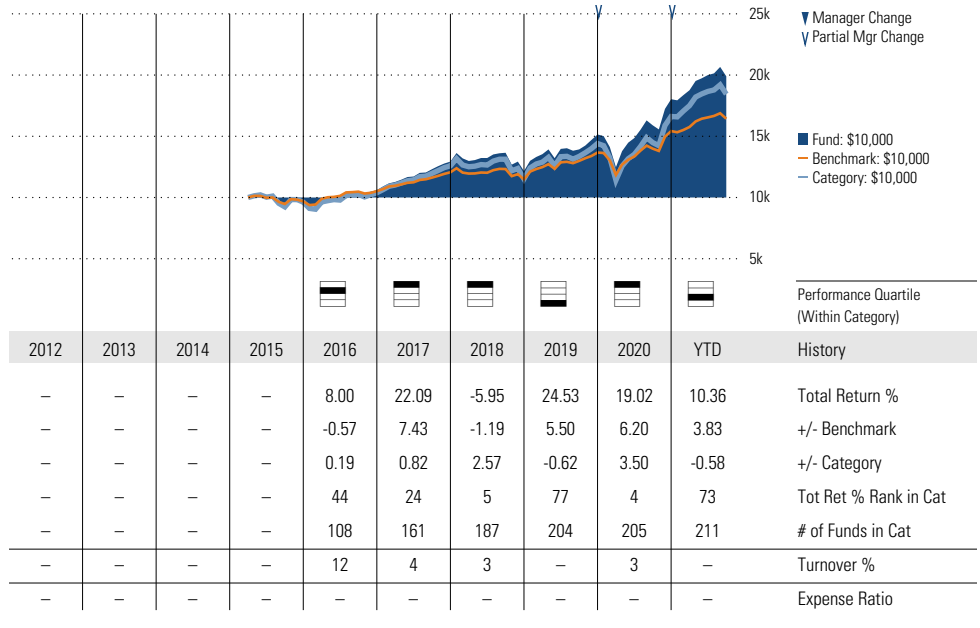 25k
20k
15k
10k
5k
Manager Change
Partial Mgr Change
Fund: $10,000
Benchmark: $10,000
Category: $10,000
Performance Quartile
(Within Category)
2012 2013 2014 2015 2016 2017 2018 2019 2020 YTD History
– – – – 8.00 22.09 -5.95 24.53 19.02 10.36 Total Return %
– – – – -0.57 7.43 -1.19 5.50 6.20 3.83 +/- Benchmark
– – – – 0.19 0.82 2.57 -0.62 3.50 -0.58 +/- Category
– – – – 44 24 5 77 4 73 Tot Ret % Rank in Cat
– – – – 108 161 187 204 205 211 # of Funds in Cat
– – – – 12 4 3 – 3 – Turnover %
– – – – – – – – – – Expense Ratio